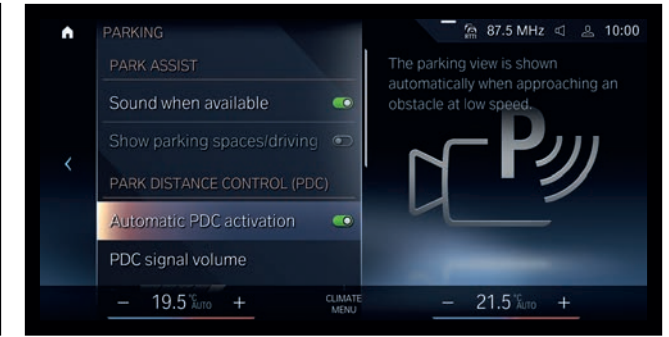 PARKING
RTTI 87.5 MHz 10:00
PARK ASSIST
Sound when available
Show parking spaces/driving
PARK DISTANCE CONTROL (PDC)
Automatic PDC activation
PDC signal volume
The parking view is shown
automatically when approaching an
obstacle at low speed.
P
− 19.5 °C AUTO +
CLIMATE
MENU
− 21.5 °C AUTO +